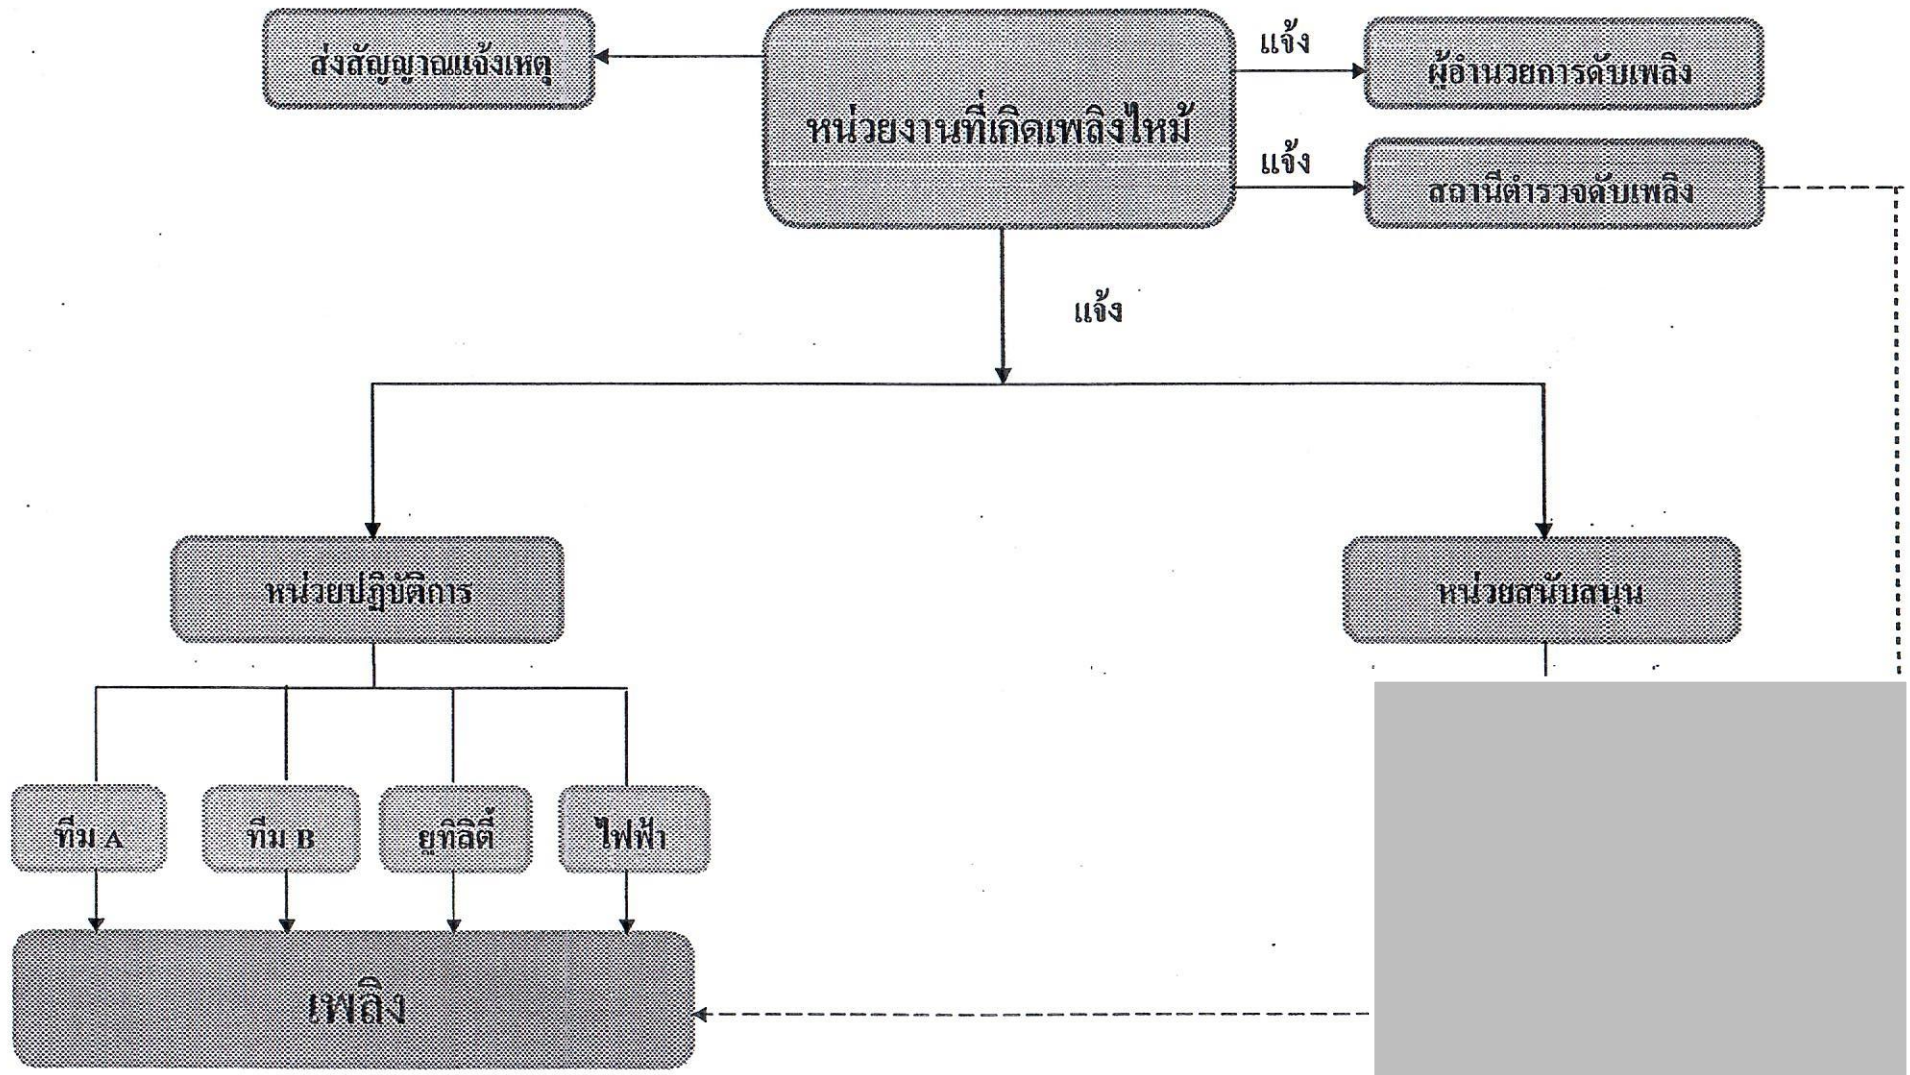 ส่งสัญญาณแจ้งเหตุ
หน่วยงานที่เกิดเพลิงไหม้
แจ้ง
ผู้อำนวยการดับเพลิง
แจ้ง
สถานีตำรวจดับเพลิง
แจ้ง
หน่วยปฏิบัติการ
หน่วยสนับสนุน
ทีม A
ทีม B
ยูทิลิตี้
ไฟฟ้า
เพลิง